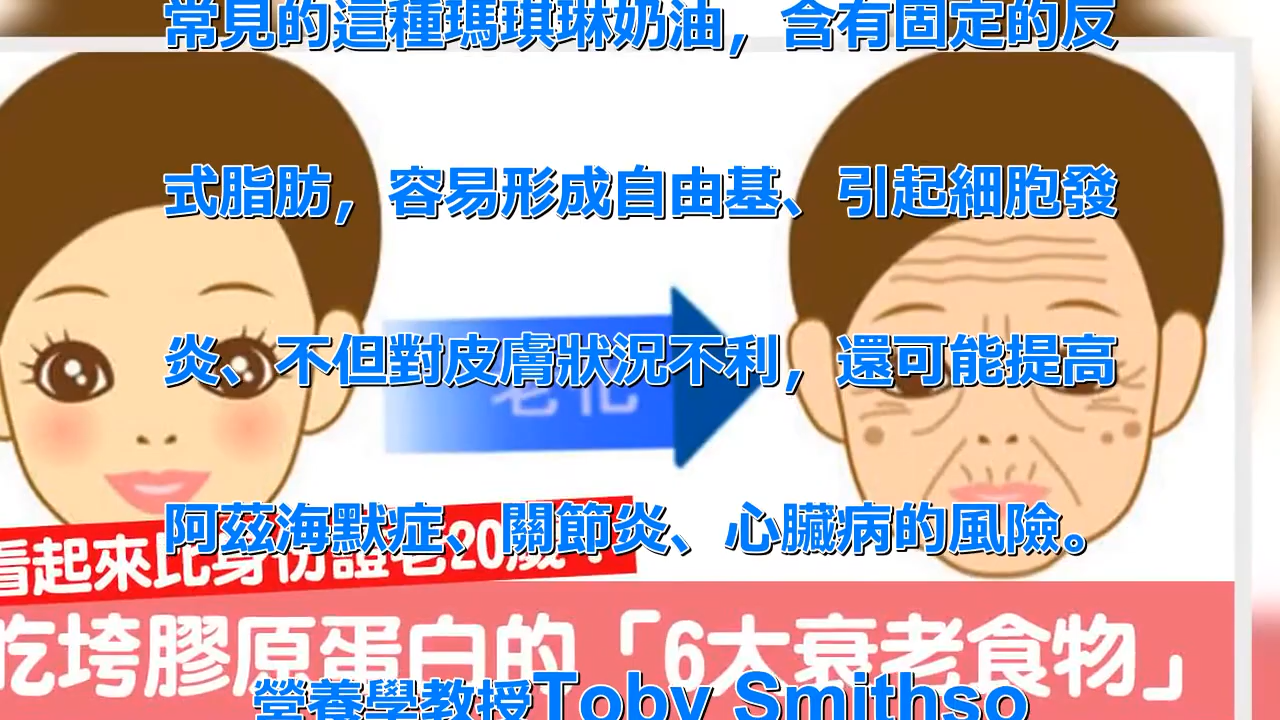 常見的這種瑪琪琳奶油，含有固定的反
式脂肪，容易形成自由基、引起細胞發
炎、不但對皮膚狀況不利，還可能提高
老化
阿茲海默症、關節炎、心臟病的風險。
看起來比身份證老20歲！
吃垮膠原蛋白的「6大衰老食物」
營養學教授Toby Smithso